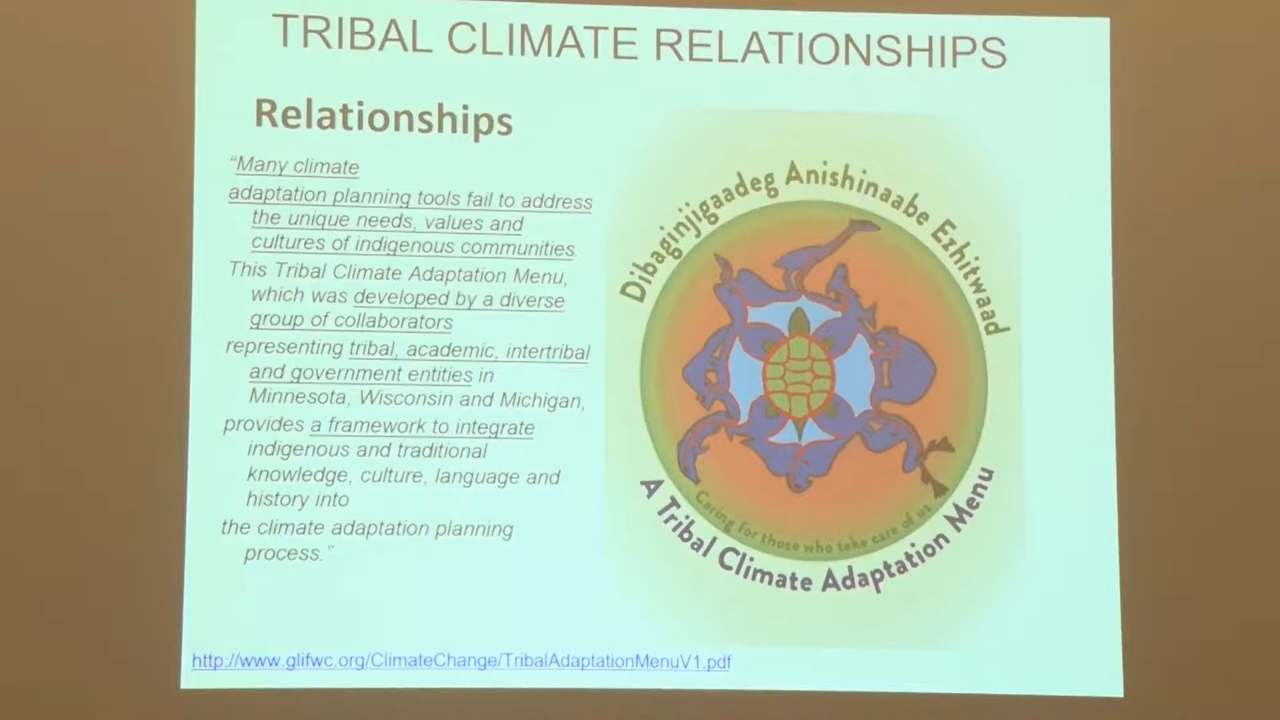 TRIBAL CLIMATE RELATIONSHIPS
Relationships
“Many climate
adaptation planning tools fail to address
the unique needs, values and
cultures of indigenous communities.
This Tribal Climate Adaptation Menu,
which was developed by a diverse
group of collaborators
representing tribal, academic, intertribal
and government entities in
Minnesota, Wisconsin and Michigan,
provides a framework to integrate
indigenous and traditional
knowledge, culture, language and
history into
the climate adaptation planning
process.”
Dibaginjigaadeg Anishinaabe Ezhitwaad
Caring for those who take care of us
A Tribal Climate Adaptation Menu
http://www.glifwc.org/ClimateChange/TribalAdaptationMenuV1.pdf